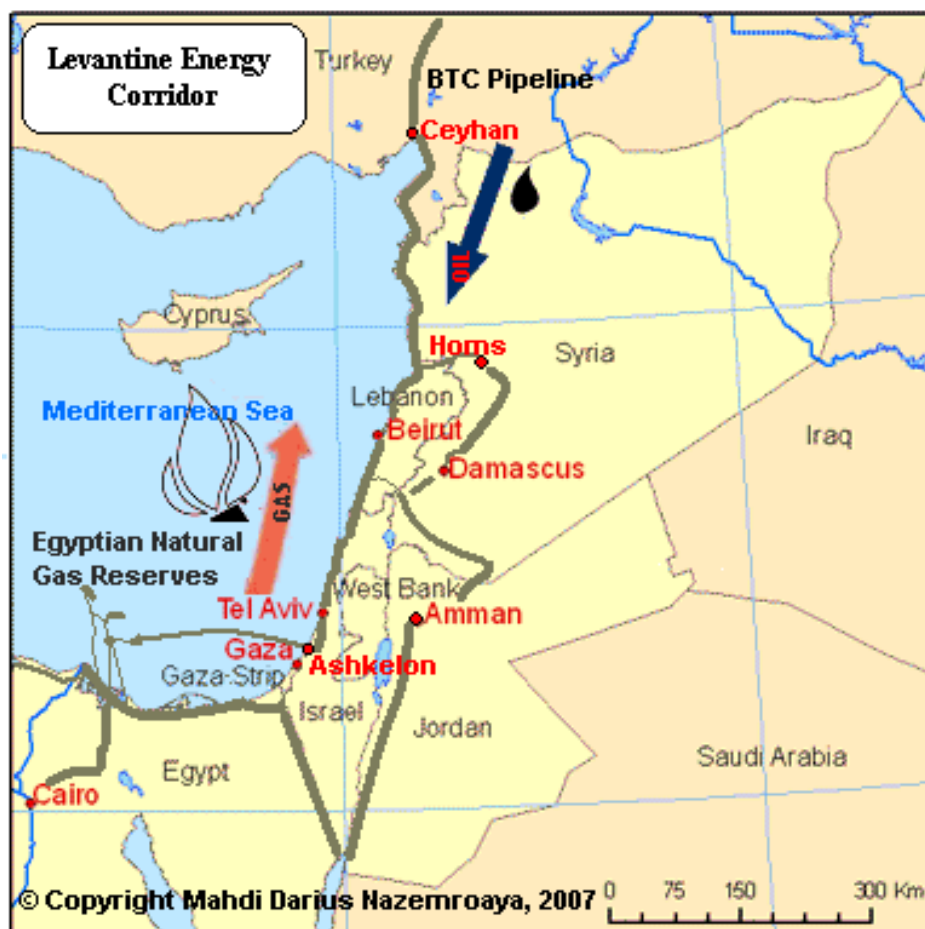 Levantine Energy
Corridor
Turkey
BTC Pipeline
Ceyhan
OIL
Cyprus
Homs
Syria
Lebanon
Mediterranean Sea
Beirut
Iraq
Damascus
GAS
Egyptian Natural
Gas Reserves
West Bank
Tel Aviv
Amman
Gaza
Ashkelon
Gaza-Strip
Israel
Jordan
Saudi Arabia
Egypt
Cairo
© Copyright Mahdi Darius Nazemroaya, 2007
0 75 150 300 Km